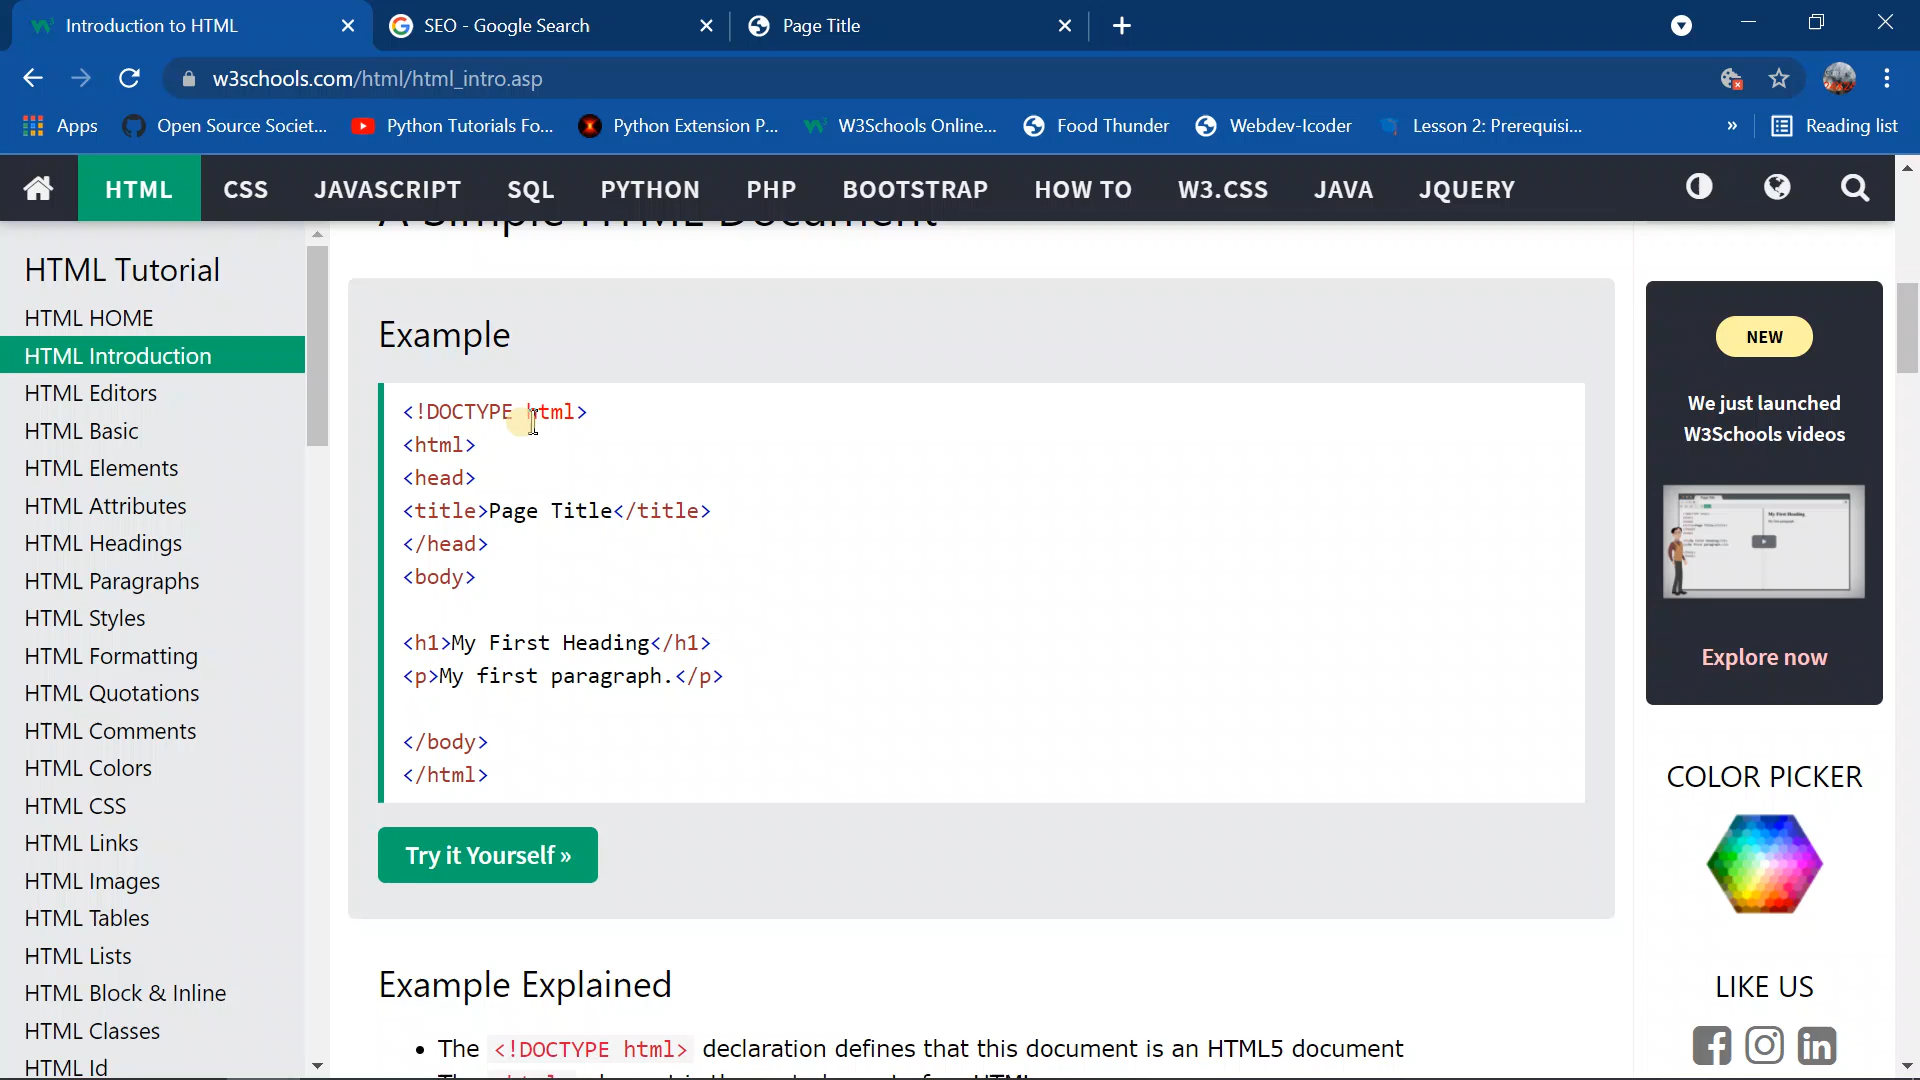 Introduction to HTML
SEO - Google Search
Page Title
w3schools.com/html/html_intro.asp
Apps
Open Source Societ...
Python Tutorials Fo...
Python Extension P...
W3Schools Online...
Food Thunder
Webdev-Icoder
Lesson 2: Prerequisi...
»
Reading list
HTML
CSS
JAVASCRIPT
SQL
PYTHON
PHP
BOOTSTRAP
HOW TO
W3.CSS
JAVA
JQUERY
HTML Tutorial
HTML HOME
HTML Introduction
HTML Editors
HTML Basic
HTML Elements
HTML Attributes
HTML Headings
HTML Paragraphs
HTML Styles
HTML Formatting
HTML Quotations
HTML Comments
HTML Colors
HTML CSS
HTML Links
HTML Images
HTML Tables
HTML Lists
HTML Block & Inline
HTML Classes
HTML Id
A Simple HTML Document
Example
<!DOCTYPE html>
<html>
<head>
<title>Page Title</title>
</head>
<body>
<h1>My First Heading</h1>
<p>My first paragraph.</p>
</body>
</html>
Try it Yourself »
Example Explained
• The <!DOCTYPE html> declaration defines that this document is an HTML5 document
NEW
We just launched
W3Schools videos
Explore now
COLOR PICKER
LIKE US